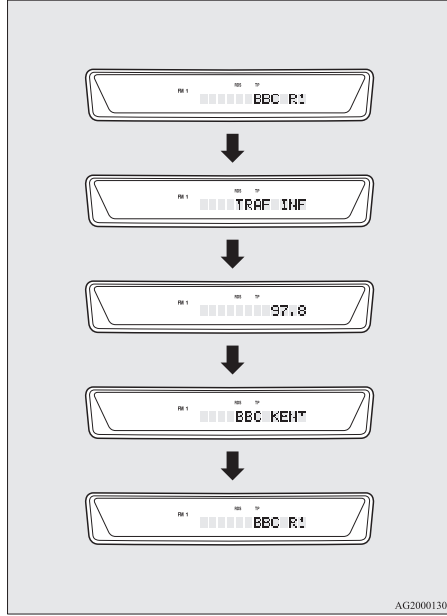 RDS TP
FM 1 BBC R1
RDS TP
FM 1 TRAF INF
RDS TP
FM 1 97.8
RDS TP
FM 1 BBC KENT
RDS TP
FM 1 BBC R1
AG2000130